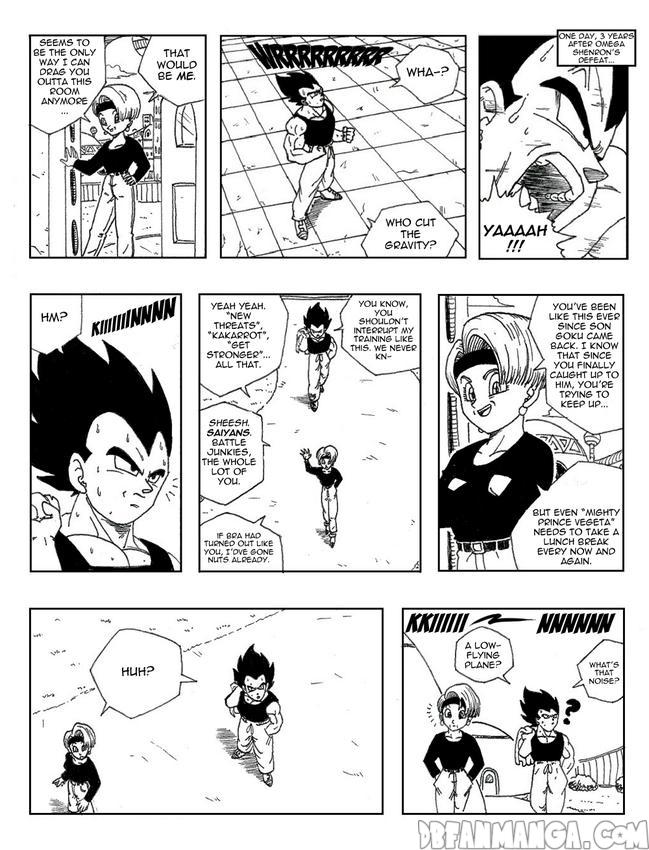 ONE DAY, 3 YEARS
AFTER OMEGA
SHENRON'S
DEFEAT...
YAAAAH
!!!
WRRRRRRRRRR
WHA-?
WHO CUT
THE
GRAVITY?
THAT
WOULD
BE ME.
SEEMS TO
BE THE ONLY
WAY I CAN
DRAG YOU
OUTTA THIS
ROOM
ANYMORE
...
YOU'VE BEEN
LIKE THIS EVER
SINCE SON
GOKU CAME
BACK. I KNOW
THAT SINCE
YOU FINALLY
CAUGHT UP TO
HIM, YOU'RE
TRYING TO
KEEP UP...
BUT EVEN "MIGHTY
PRINCE VEGETA"
NEEDS TO TAKE A
LUNCH BREAK
EVERY NOW AND
AGAIN.
YOU KNOW,
YOU
SHOULDN'T
INTERRUPT MY
TRAINING LIKE
THIS. WE NEVER
KN-
YEAH YEAH.
"NEW
THREATS",
"KAKARROT",
"GET
STRONGER"...
ALL THAT.
SHEESH.
SAIYANS.
BATTLE
JUNKIES,
THE WHOLE
LOT OF
YOU.
IF BRA HAD
TURNED OUT LIKE
YOU, I'D'VE GONE
NUTS ALREADY.
KIIIIIINNNN
HM?
KKIIIIII NNNNNN
WHAT'S
THAT
NOISE?
A LOW-
FLYING
PLANE?
?
HUH?
DBFANMANGA.COM